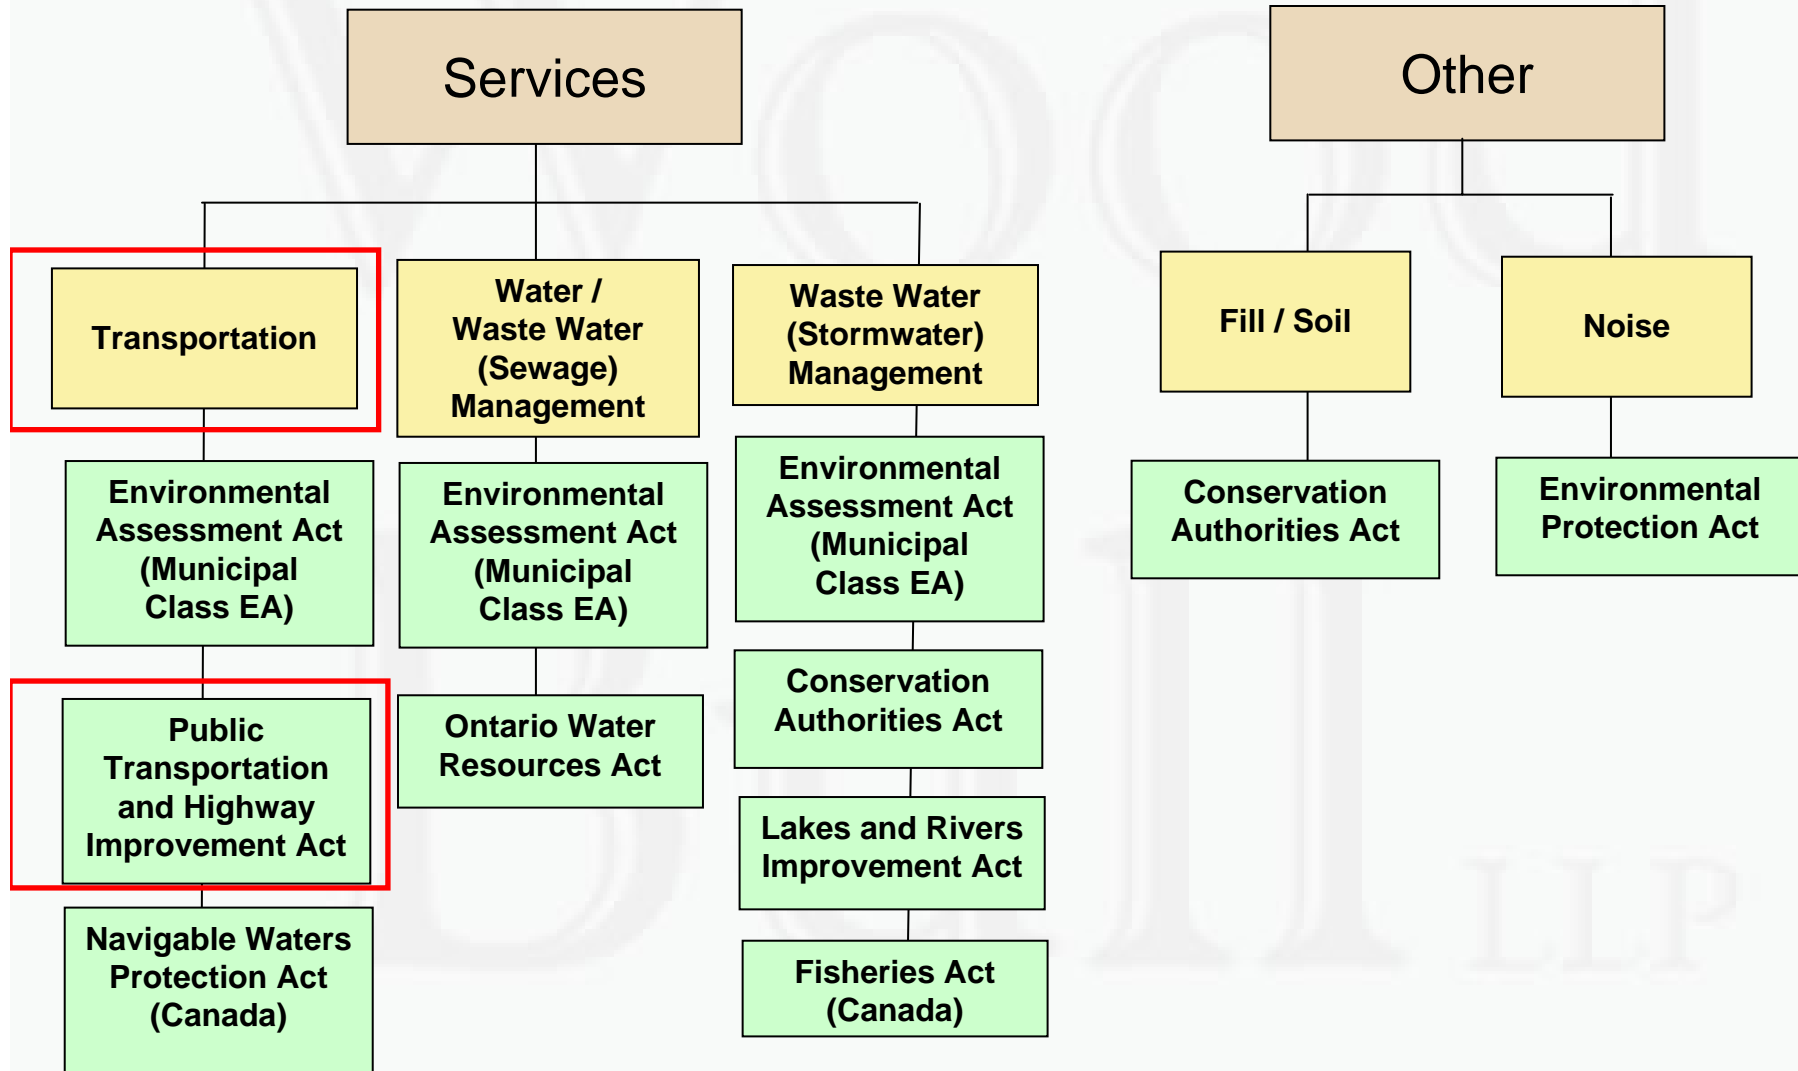 Services
Other
Transportation
Water /
Waste Water
(Sewage)
Management
Waste Water
(Stormwater)
Management
Fill / Soil
Noise
Environmental
Assessment Act
(Municipal
Class EA)
Environmental
Assessment Act
(Municipal
Class EA)
Environmental
Assessment Act
(Municipal
Class EA)
Conservation
Authorities Act
Environmental
Protection Act
Public
Transportation
and Highway
Improvement Act
Ontario Water
Resources Act
Conservation
Authorities Act
Lakes and Rivers
Improvement Act
Navigable Waters
Protection Act
(Canada)
Fisheries Act
(Canada)
Wood
Bull
LLP